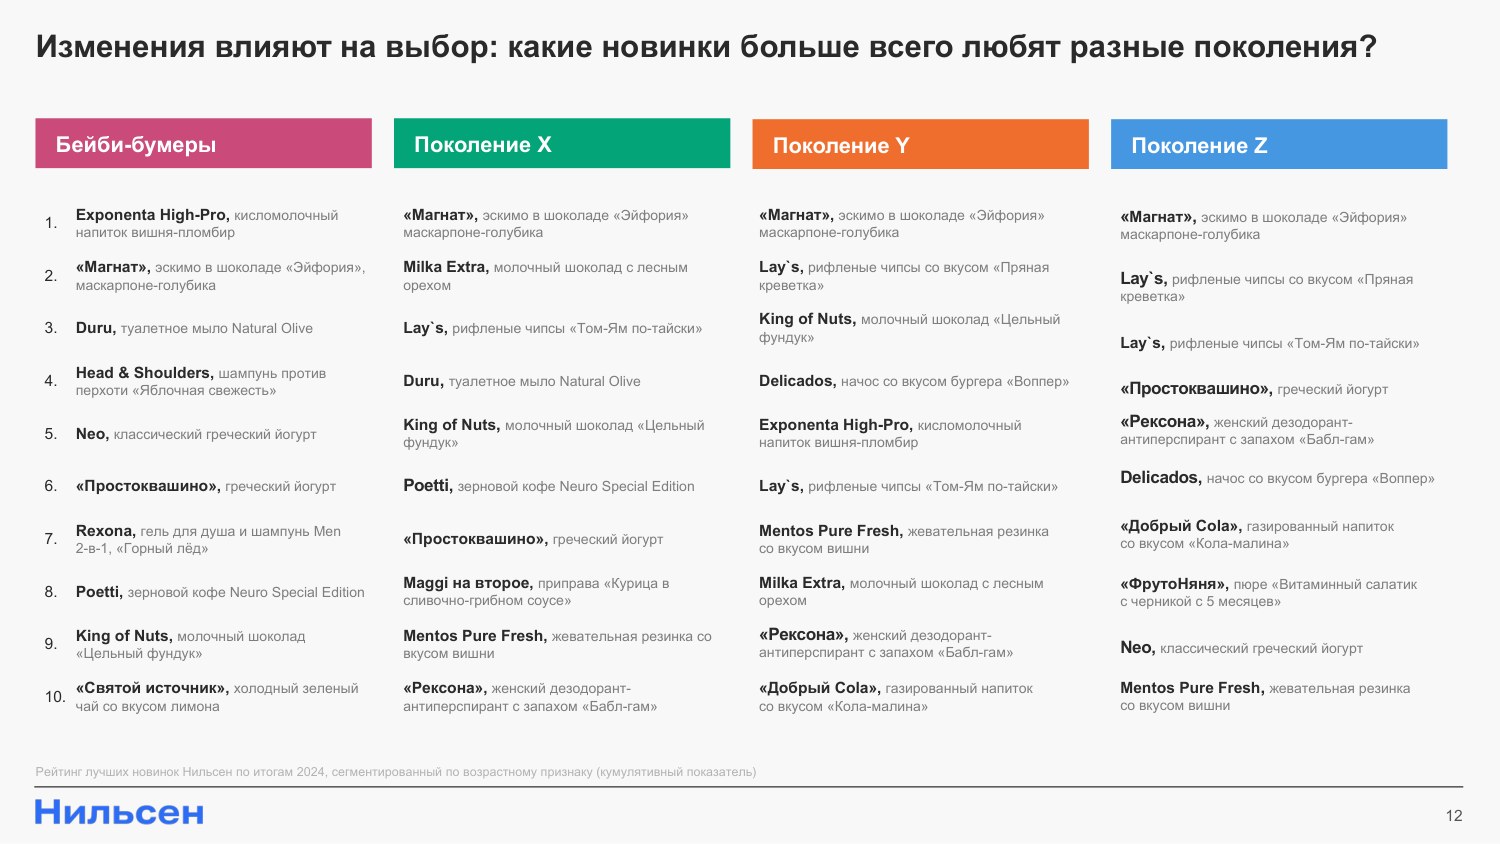 Изменения влияют на выбор: какие новинки больше всего любят разные поколения?
Бейби-бумеры
1. Exponenta High-Pro, кисломолочный
напиток вишня-пломбир
2. «Магнат», эскимо в шоколаде «Эйфория»,
маскарпоне-голубика
3. Duru, туалетное мыло Natural Olive
4. Head & Shoulders, шампунь против
перхоти «Яблочная свежесть»
5. Neo, классический греческий йогурт
6. «Простоквашино», греческий йогурт
7. Rexona, гель для душа и шампунь Men
2-в-1, «Горный лёд»
8. Poetti, зерновой кофе Neuro Special Edition
9. King of Nuts, молочный шоколад
«Цельный фундук»
10. «Святой источник», холодный зеленый
чай со вкусом лимона
Поколение X
«Магнат», эскимо в шоколаде «Эйфория»
маскарпоне-голубика
Milka Extra, молочный шоколад с лесным
орехом
Lay`s, рифленые чипсы «Том-Ям по-тайски»
Duru, туалетное мыло Natural Olive
King of Nuts, молочный шоколад «Цельный
фундук»
Poetti, зерновой кофе Neuro Special Edition
«Простоквашино», греческий йогурт
Maggi на второе, приправа «Курица в
сливочно-грибном соусе»
Mentos Pure Fresh, жевательная резинка со
вкусом вишни
«Рексона», женский дезодорант-
антиперспирант с запахом «Бабл-гам»
Поколение Y
«Магнат», эскимо в шоколаде «Эйфория»
маскарпоне-голубика
Lay`s, рифленые чипсы со вкусом «Пряная
креветка»
King of Nuts, молочный шоколад «Цельный
фундук»
Delicados, начос со вкусом бургера «Воппер»
Exponenta High-Pro, кисломолочный
напиток вишня-пломбир
Lay`s, рифленые чипсы «Том-Ям по-тайски»
Mentos Pure Fresh, жевательная резинка
со вкусом вишни
Milka Extra, молочный шоколад с лесным
орехом
«Рексона», женский дезодорант-
антиперспирант с запахом «Бабл-гам»
«Добрый Cola», газированный напиток
со вкусом «Кола-малина»
Поколение Z
«Магнат», эскимо в шоколаде «Эйфория»
маскарпоне-голубика
Lay`s, рифленые чипсы со вкусом «Пряная
креветка»
Lay`s, рифленые чипсы «Том-Ям по-тайски»
«Простоквашино», греческий йогурт
«Рексона», женский дезодорант-
антиперспирант с запахом «Бабл-гам»
Delicados, начос со вкусом бургера «Воппер»
«Добрый Cola», газированный напиток
со вкусом «Кола-малина»
«ФрутоНяня», пюре «Витаминный салатик
с черникой с 5 месяцев»
Neo, классический греческий йогурт
Mentos Pure Fresh, жевательная резинка
со вкусом вишни
Рейтинг лучших новинок Нильсен по итогам 2024, сегментированный по возрастному признаку (кумулятивный показатель)
Нильсен
12